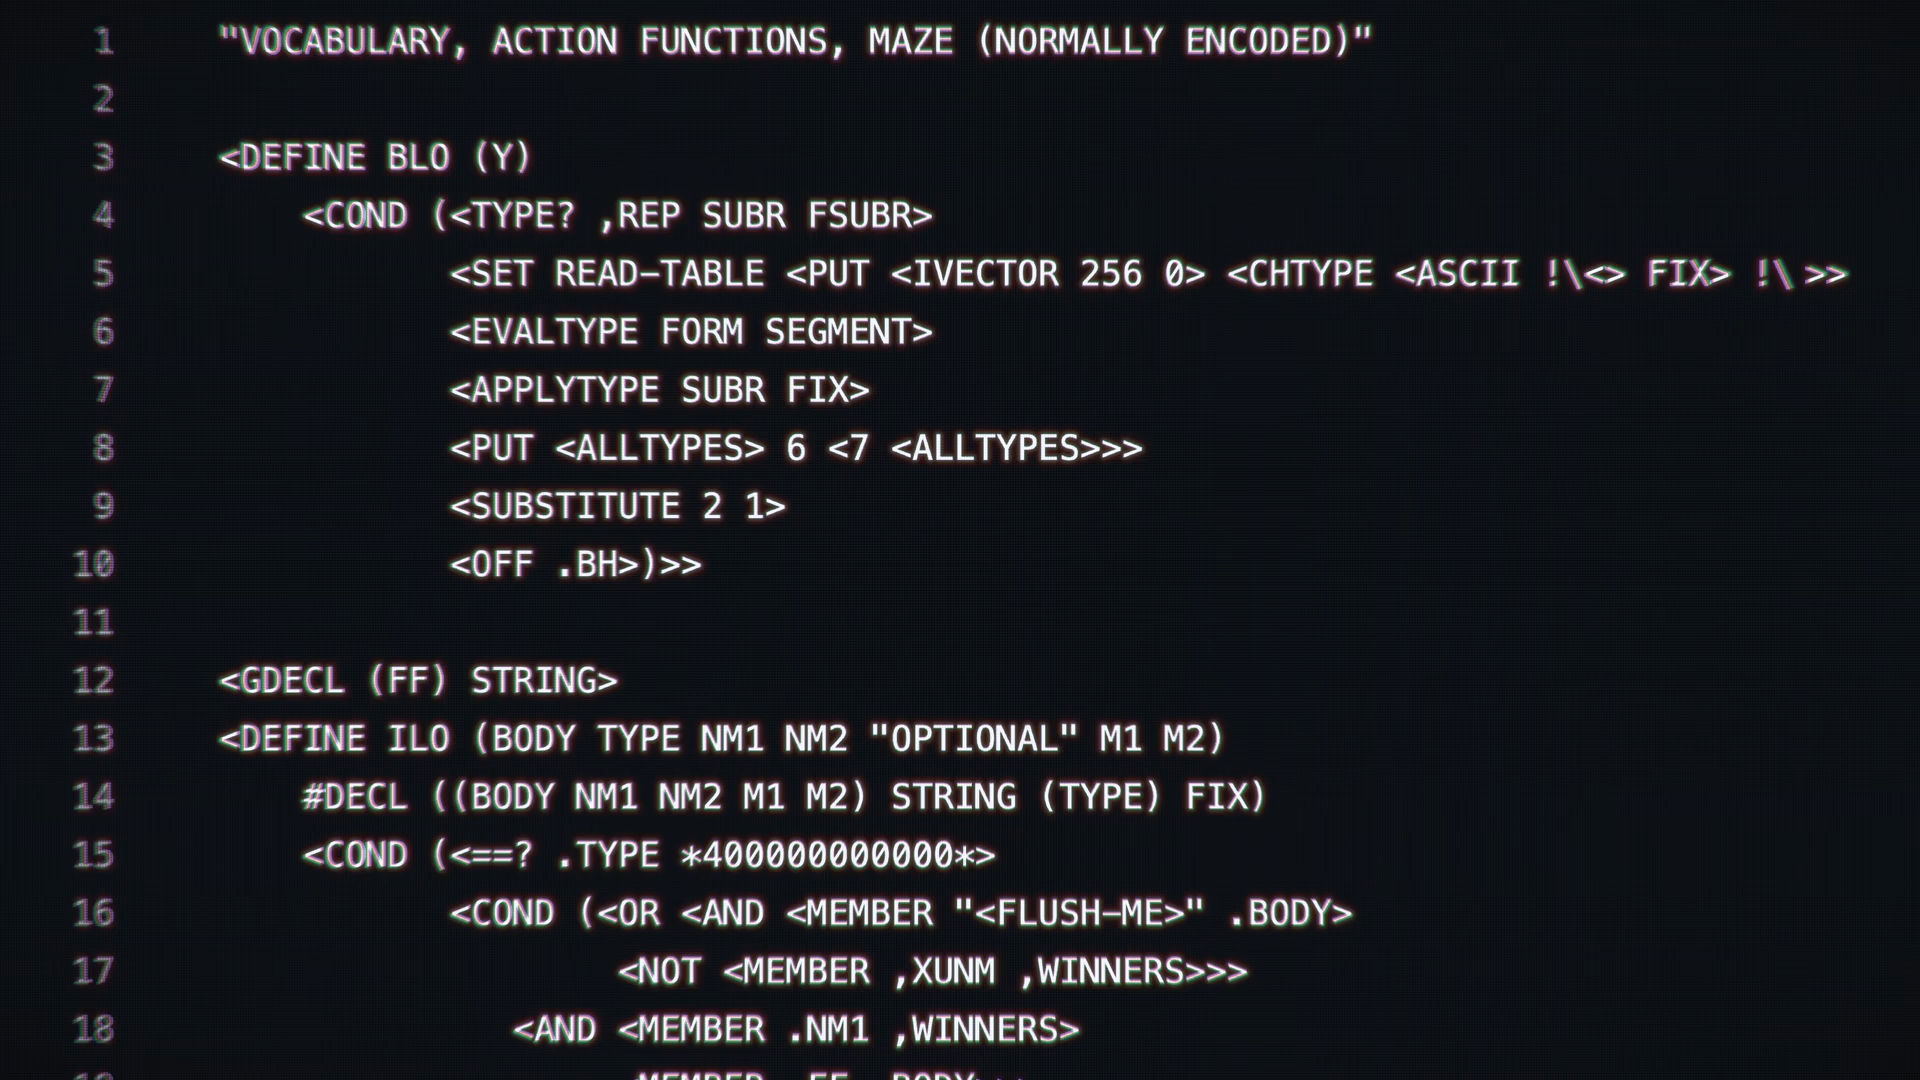 1 "VOCABULARY, ACTION FUNCTIONS, MAZE (NORMALLY ENCODED)"
2
3 <DEFINE BLO (Y)
4 <COND (<TYPE? ,REP SUBR FSUBR>
5 <SET READ-TABLE <PUT <IVECTOR 256 0> <CHTYPE <ASCII !\<> FIX> !\ >>
6 <EVALTYPE FORM SEGMENT>
7 <APPLYTYPE SUBR FIX>
8 <PUT <ALLTYPES> 6 <7 <ALLTYPES>>>
9 <SUBSTITUTE 2 1>
10 <OFF .BH>)>>
11
12 <GDECL (FF) STRING>
13 <DEFINE ILO (BODY TYPE NM1 NM2 "OPTIONAL" M1 M2)
14 #DECL ((BODY NM1 NM2 M1 M2) STRING (TYPE) FIX)
15 <COND (<==? .TYPE *400000000000*>
16 <COND (<OR <AND <MEMBER "<FLUSH-ME>" .BODY>
17 <NOT <MEMBER ,XUNM ,WINNERS>>>
18 <AND <MEMBER .NM1 ,WINNERS>